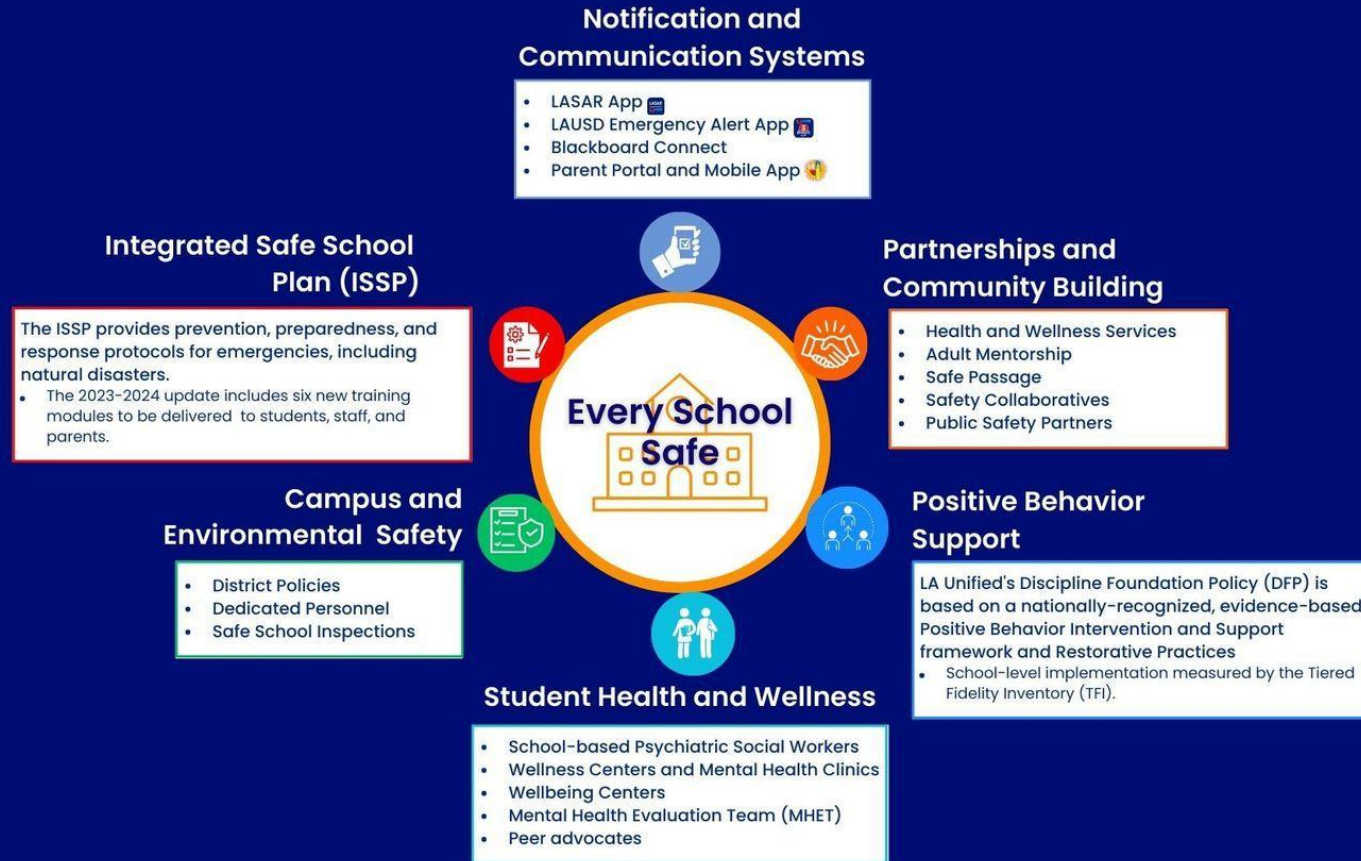 Notification and
Communication Systems
• LASAR App
• LAUSD Emergency Alert App
• Blackboard Connect
• Parent Portal and Mobile App
Integrated Safe School
Plan (ISSP)
The ISSP provides prevention, preparedness, and
response protocols for emergencies, including
natural disasters.
• The 2023-2024 update includes six new training
modules to be delivered to students, staff, and
parents.
Partnerships and
Community Building
• Health and Wellness Services
• Adult Mentorship
• Safe Passage
• Safety Collaboratives
• Public Safety Partners
Every School
Safe
Campus and
Environmental Safety
• District Policies
• Dedicated Personnel
• Safe School Inspections
Positive Behavior
Support
LA Unified's Discipline Foundation Policy (DFP) is
based on a nationally-recognized, evidence-based
Positive Behavior Intervention and Support
framework and Restorative Practices
• School-level implementation measured by the Tiered
Fidelity Inventory (TFI).
Student Health and Wellness
• School-based Psychiatric Social Workers
• Wellness Centers and Mental Health Clinics
• Wellbeing Centers
• Mental Health Evaluation Team (MHET)
• Peer advocates